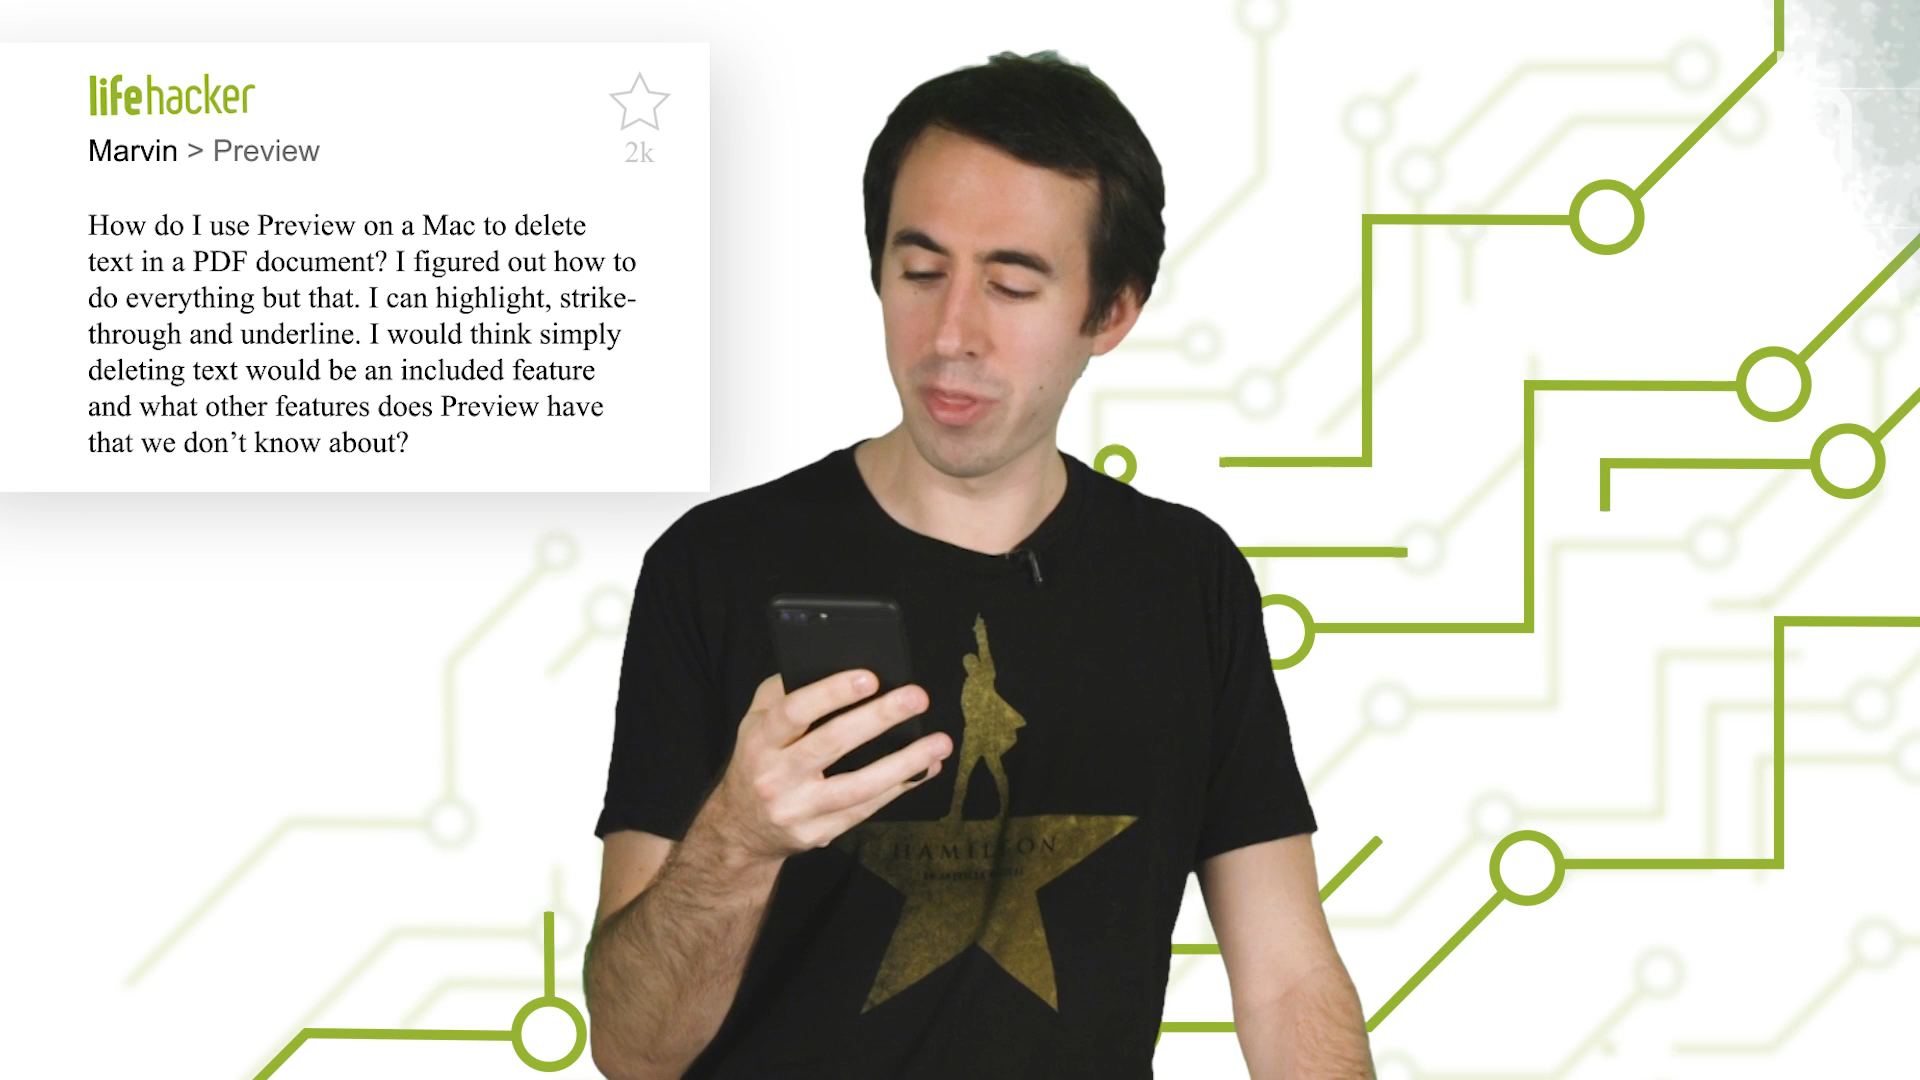 lifehacker
Marvin > Preview
2k
How do I use Preview on a Mac to delete
text in a PDF document? I figured out how to
do everything but that. I can highlight, strike-
through and underline. I would think simply
deleting text would be an included feature
and what other features does Preview have
that we don’t know about?
HAMILTON